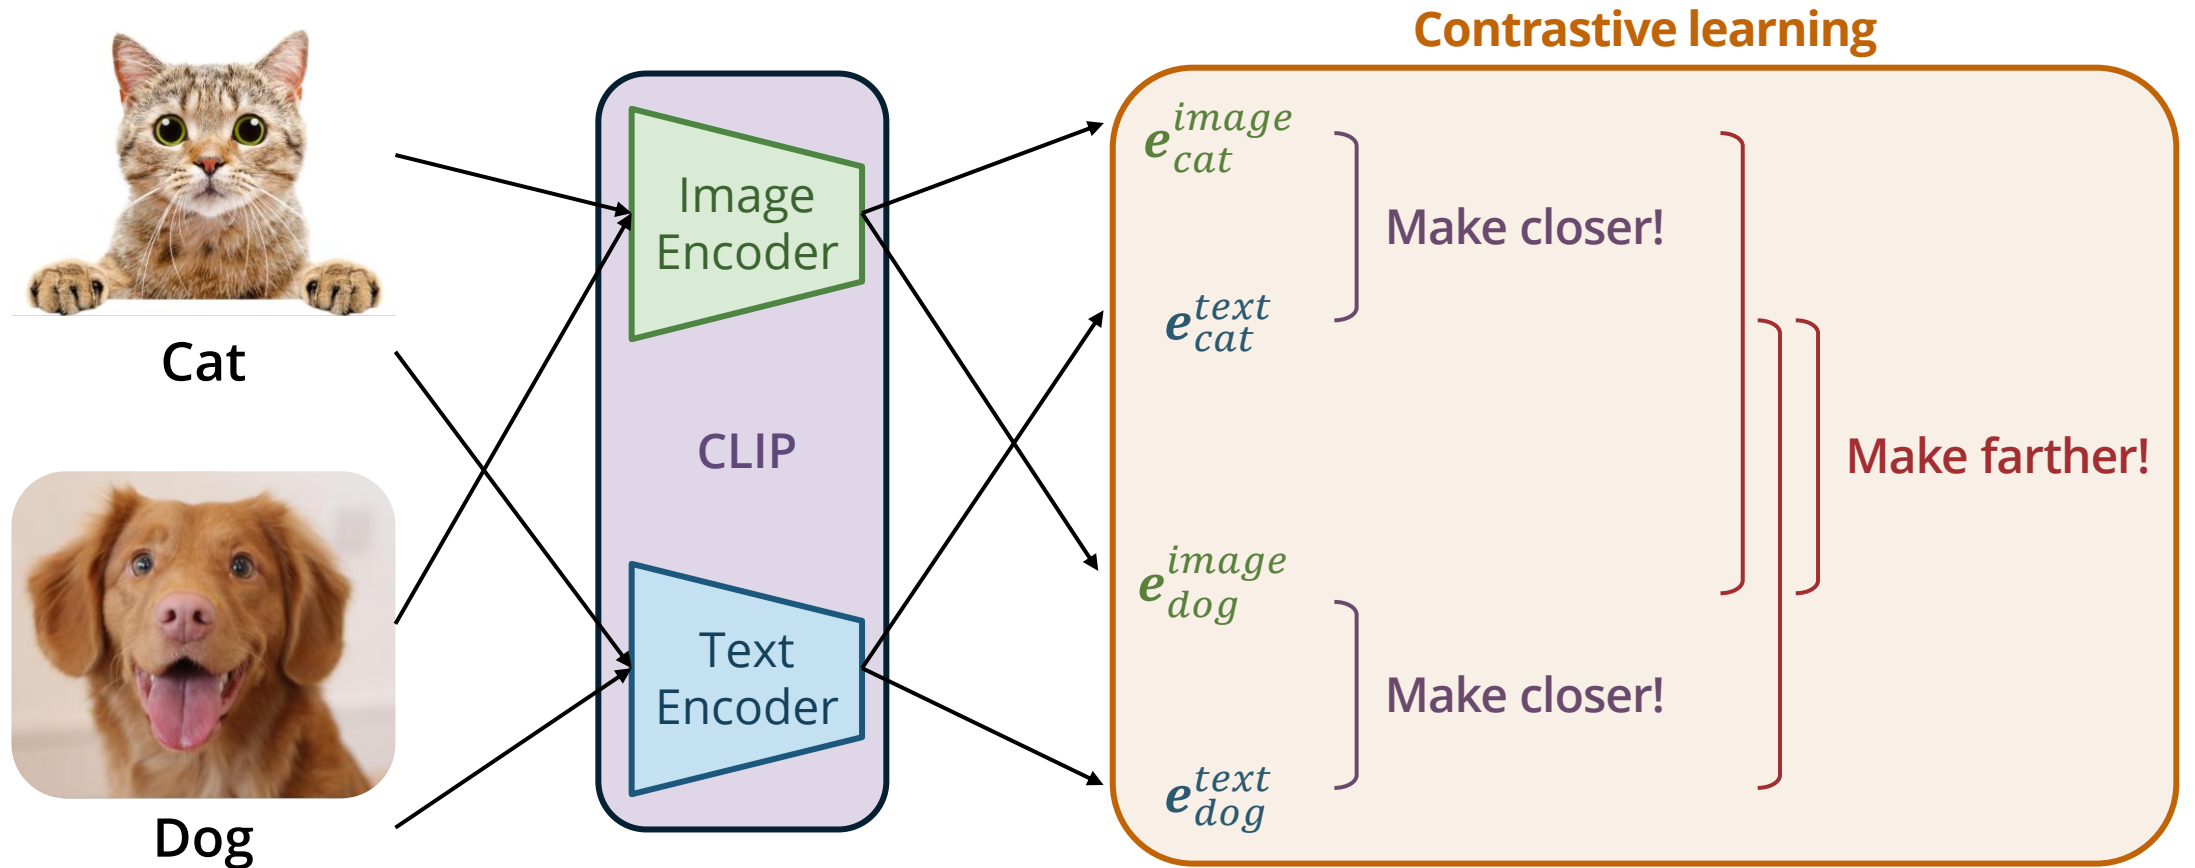 Contrastive learning
Cat
Dog
Image
Encoder
CLIP
Text
Encoder
e^{image}_{cat}
Make closer!
e^{text}_{cat}
Make farther!
e^{image}_{dog}
Make closer!
e^{text}_{dog}